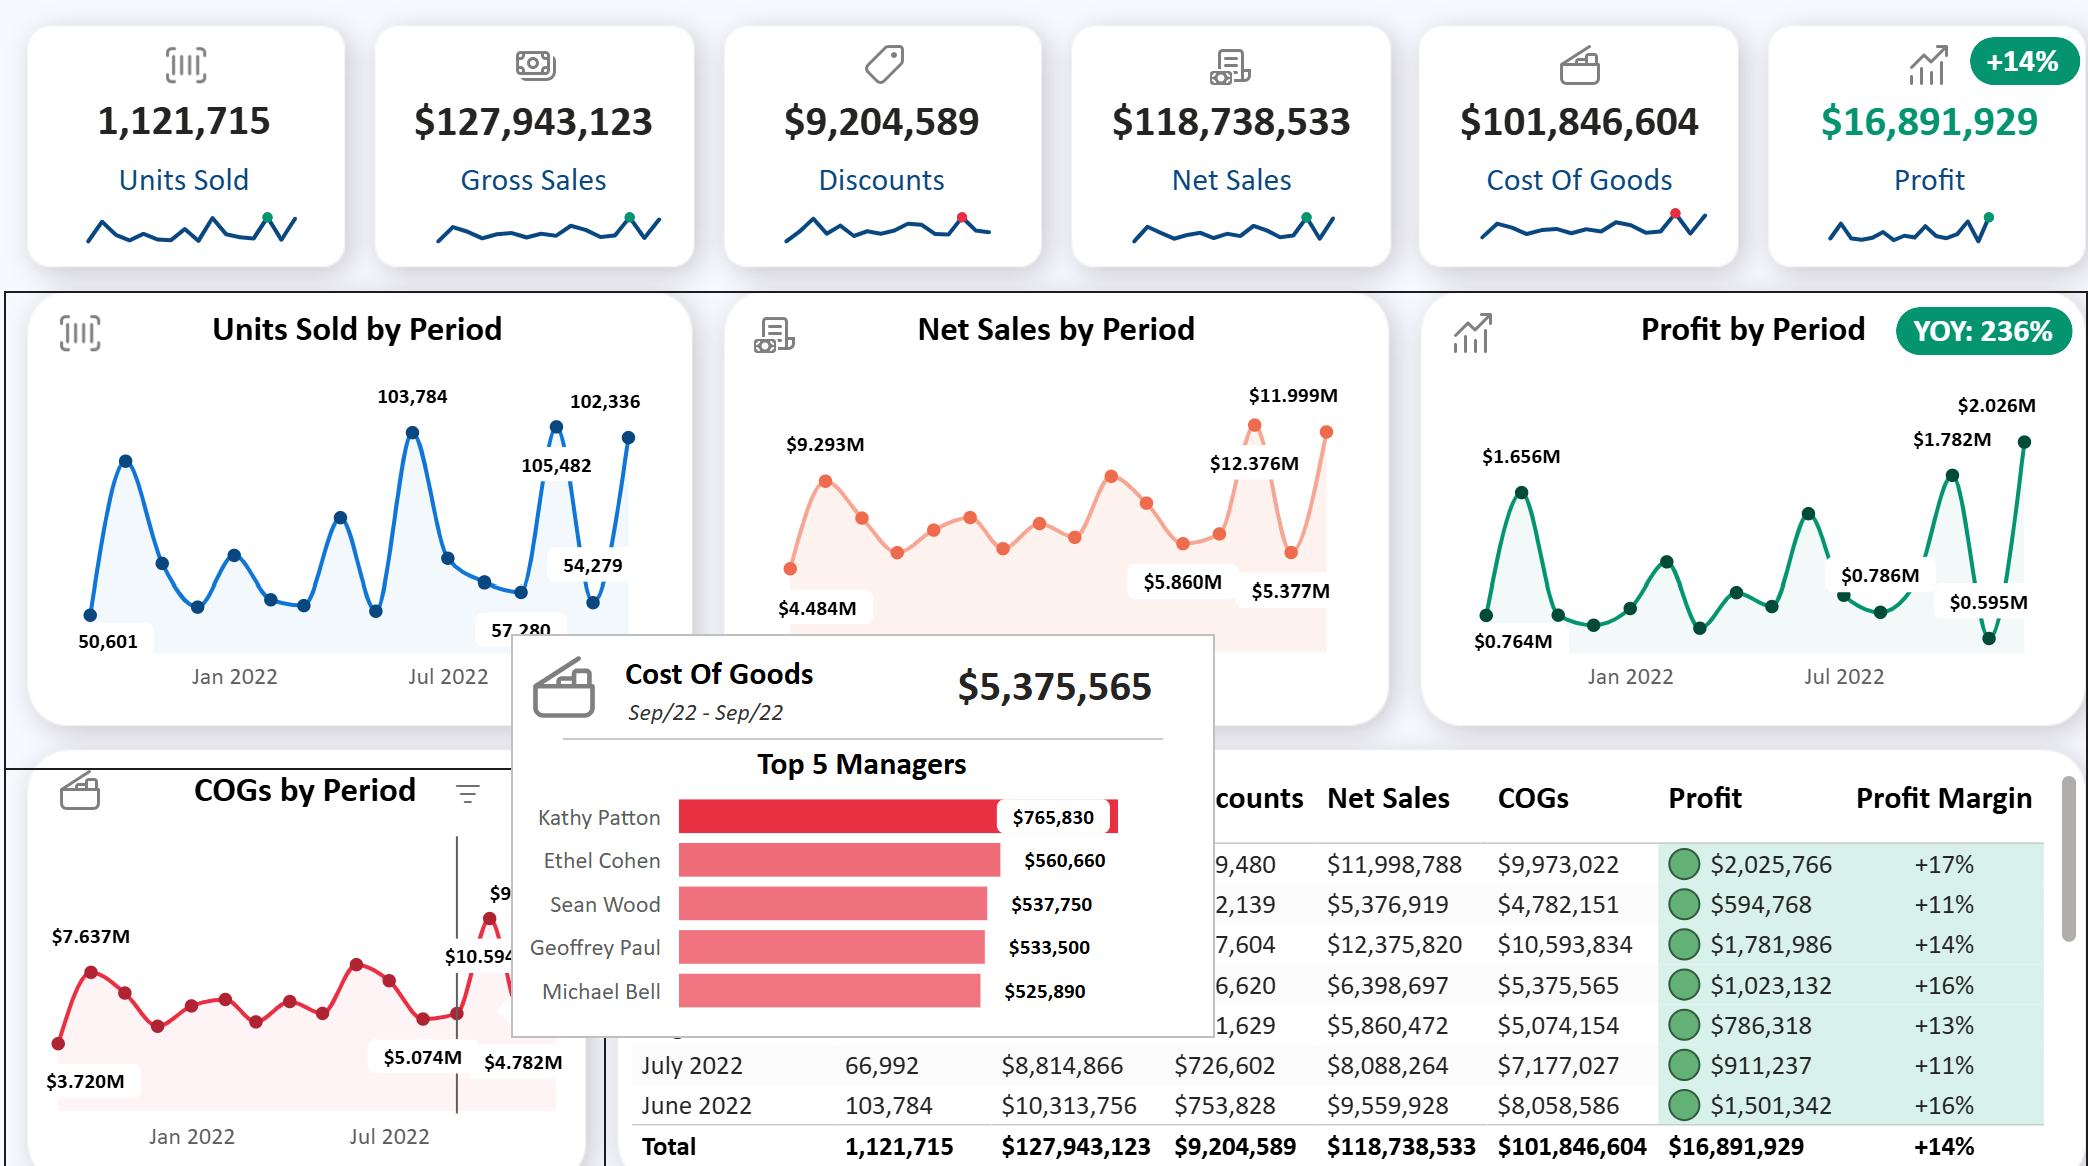 +14%
1,121,715
$127,943,123
$9,204,589
$118,738,533
$101,846,604
$16,891,929
Units Sold
Gross Sales
Discounts
Net Sales
Cost Of Goods
Profit
Units Sold by Period
103,784
102,336
105,482
54,279
57,280
50,601
Jan 2022
Jul 2022
Net Sales by Period
$11.999M
$9.293M
$12.376M
$5.860M
$5.377M
$4.484M
Profit by Period
YOY: 236%
$2.026M
$1.782M
$1.656M
$0.786M
$0.595M
$0.764M
Jan 2022
Jul 2022
Cost Of Goods
$5,375,565
Sep/22 - Sep/22
Top 5 Managers
Kathy Patton $765,830
Ethel Cohen $560,660
Sean Wood $537,750
Geoffrey Paul $533,500
Michael Bell $525,890
COGs by Period
$9
$7.637M
$10.594
$5.074M
$4.782M
$3.720M
Jan 2022
Jul 2022
counts Net Sales COGs Profit Profit Margin
9,480 $11,998,788 $9,973,022 $2,025,766 +17%
2,139 $5,376,919 $4,782,151 $594,768 +11%
7,604 $12,375,820 $10,593,834 $1,781,986 +14%
6,620 $6,398,697 $5,375,565 $1,023,132 +16%
1,629 $5,860,472 $5,074,154 $786,318 +13%
July 2022 66,992 $8,814,866 $726,602 $8,088,264 $7,177,027 $911,237 +11%
June 2022 103,784 $10,313,756 $753,828 $9,559,928 $8,058,586 $1,501,342 +16%
Total 1,121,715 $127,943,123 $9,204,589 $118,738,533 $101,846,604 $16,891,929 +14%